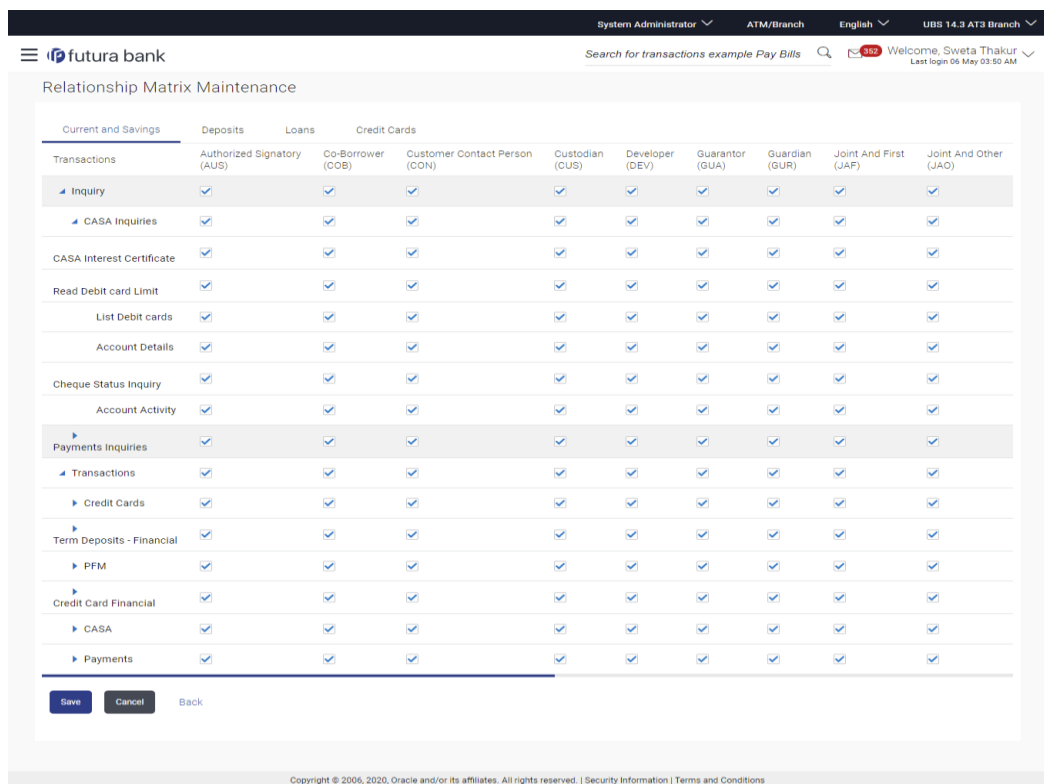 System Administrator ATM/Branch English UBS 14.3 AT3 Branch
futura bank Search for transactions example Pay Bills 352 Welcome, Sweta Thakur
Last login 06 May 03:50 AM
Relationship Matrix Maintenance
Current and Savings Deposits Loans Credit Cards
Transactions Authorized Signatory (AUS) Co-Borrower (COB) Customer Contact Person (CON) Custodian (CUS) Developer (DEV) Guarantor (GUA) Guardian (GUR) Joint And First (JAF) Joint And Other (JAO)
Inquiry
CASA Inquiries
CASA Interest Certificate
Read Debit card Limit
List Debit cards
Account Details
Cheque Status Inquiry
Account Activity
Payments Inquiries
Transactions
Credit Cards
Term Deposits - Financial
PFM
Credit Card Financial
CASA
Payments
Save Cancel Back
Copyright © 2006, 2020, Oracle and/or its affiliates. All rights reserved. | Security Information | Terms and Conditions